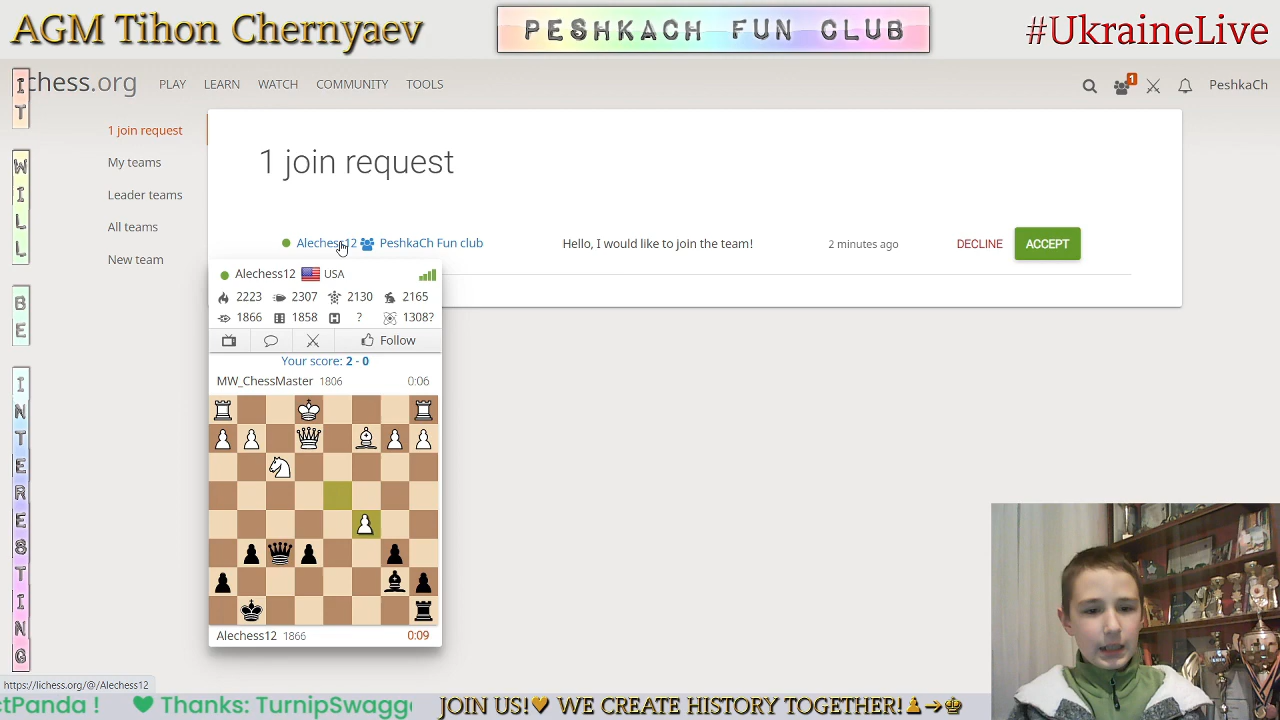 AGM Tihon Chernyaev
PESHKACH FUN CLUB
#UkraineLive
IT
WILL
BE
INTERESTING
chess.org
PLAY
LEARN
WATCH
COMMUNITY
TOOLS
1
PeshkaCh
1 join request
My teams
Leader teams
All teams
New team
1 join request
Alechess12
PeshkaCh Fun club
Hello, I would like to join the team!
2 minutes ago
DECLINE
ACCEPT
Alechess12 USA
2223 2307 2130 2165
1866 1858 ? 1308?
Follow
Your score: 2 - 0
MW_ChessMaster 1806 0:06
Alechess12 1866 0:09
https://lichess.org/@/Alechess12
ctPanda ! Thanks: TurnipSwagg
JOIN US! WE CREATE HISTORY TOGETHER!